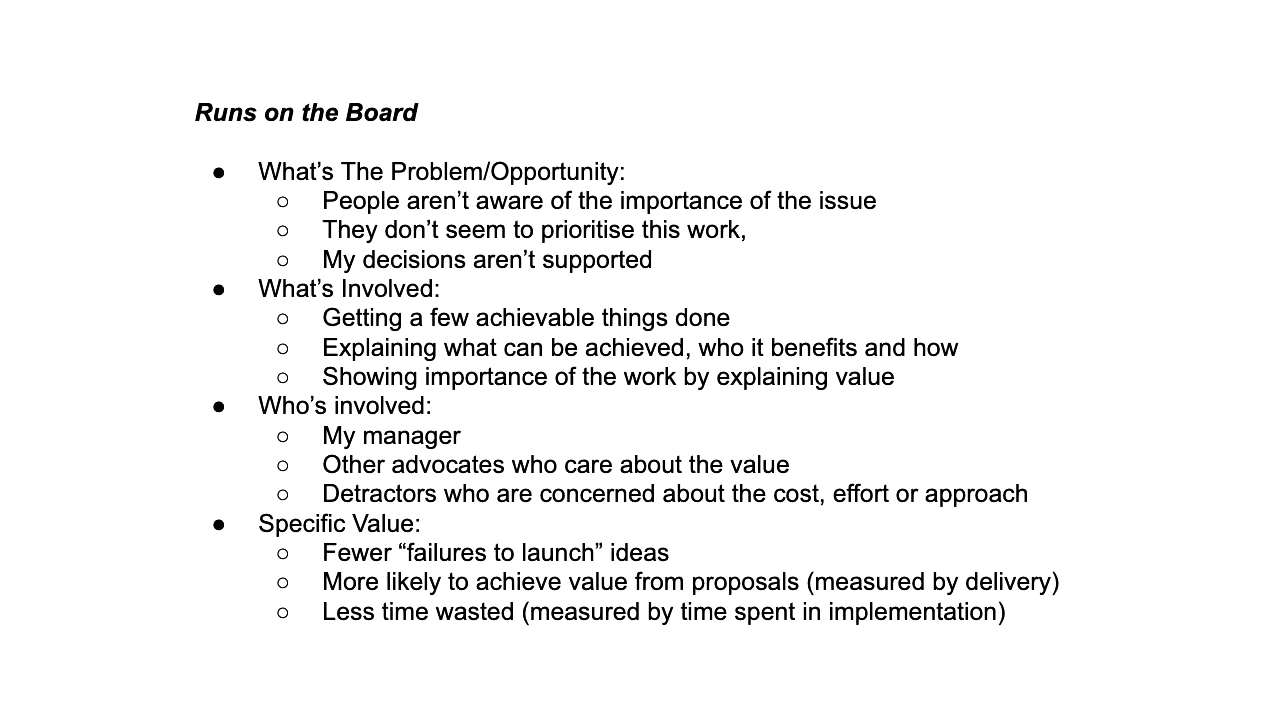 Runs on the Board
● What’s The Problem/Opportunity:
○ People aren’t aware of the importance of the issue
○ They don’t seem to prioritise this work,
○ My decisions aren’t supported
● What’s Involved:
○ Getting a few achievable things done
○ Explaining what can be achieved, who it benefits and how
○ Showing importance of the work by explaining value
● Who’s involved:
○ My manager
○ Other advocates who care about the value
○ Detractors who are concerned about the cost, effort or approach
● Specific Value:
○ Fewer “failures to launch” ideas
○ More likely to achieve value from proposals (measured by delivery)
○ Less time wasted (measured by time spent in implementation)